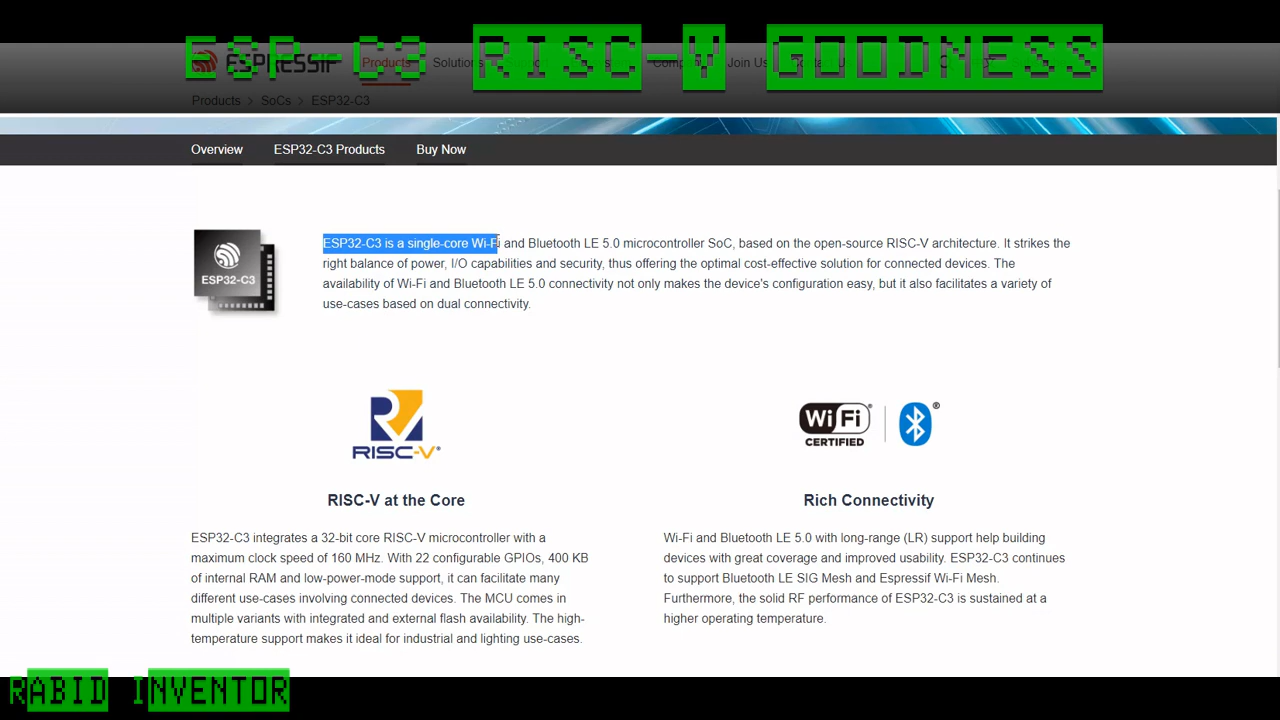 ESP-C3 RISC-V GOODNESS
ESPRESSIF Products Solutions Join Us
Products > SoCs > ESP32-C3
Overview ESP32-C3 Products Buy Now
ESP32-C3
ESP32-C3 is a single-core Wi-Fi and Bluetooth LE 5.0 microcontroller SoC, based on the open-source RISC-V architecture. It strikes the
right balance of power, I/O capabilities and security, thus offering the optimal cost-effective solution for connected devices. The
availability of Wi-Fi and Bluetooth LE 5.0 connectivity not only makes the device's configuration easy, but it also facilitates a variety of
use-cases based on dual connectivity.
RISC-V®
Wi Fi ®
CERTIFIED
®
RISC-V at the Core
ESP32-C3 integrates a 32-bit core RISC-V microcontroller with a
maximum clock speed of 160 MHz. With 22 configurable GPIOs, 400 KB
of internal RAM and low-power-mode support, it can facilitate many
different use-cases involving connected devices. The MCU comes in
multiple variants with integrated and external flash availability. The high-
temperature support makes it ideal for industrial and lighting use-cases.
Rich Connectivity
Wi-Fi and Bluetooth LE 5.0 with long-range (LR) support help building
devices with great coverage and improved usability. ESP32-C3 continues
to support Bluetooth LE SIG Mesh and Espressif Wi-Fi Mesh.
Furthermore, the solid RF performance of ESP32-C3 is sustained at a
higher operating temperature.
RABID INVENTOR